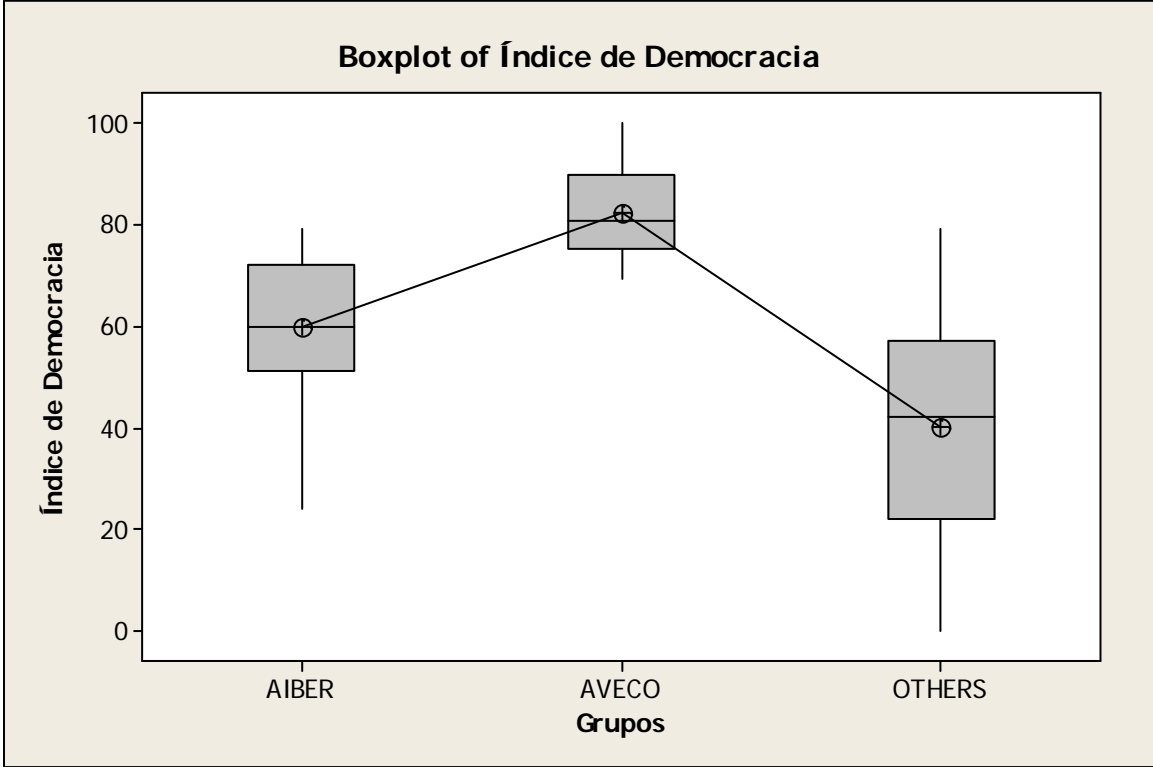 Boxplot of Índice de Democracia
Índice de Democracia
100
80
60
40
20
0
AIBER AVECO OTHERS
Grupos